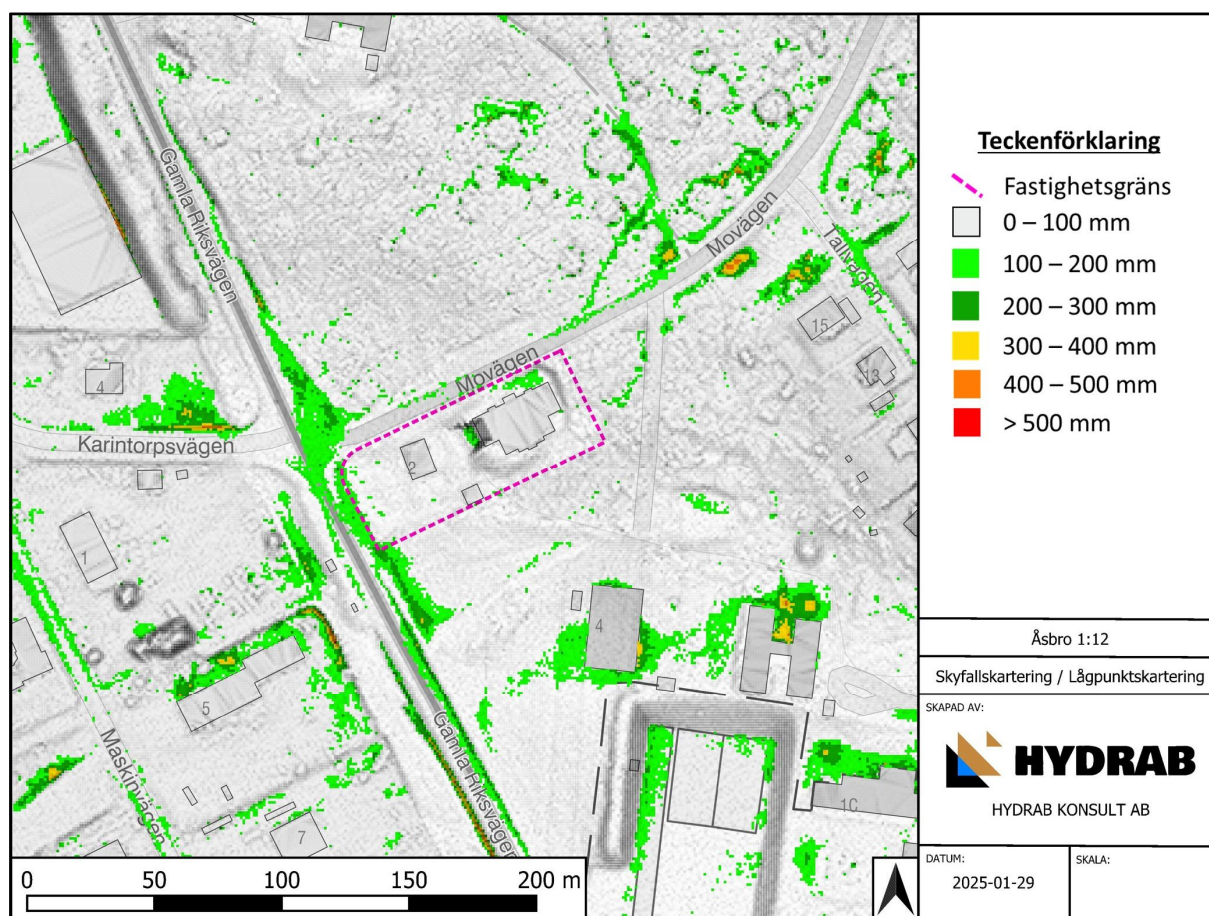 Gamla Riksvägen
Movägen
Tallvägen
15
13
4
Movägen
Karintorpsvägen
2
1
4
5
Maskinvägen
Gamla Riksvägen
7
1C
0 50 100 150 200 m
Teckenförklaring
Fastighetsgräns
0 – 100 mm
100 – 200 mm
200 – 300 mm
300 – 400 mm
400 – 500 mm
> 500 mm
Åsbro 1:12
Skyfallskartering / Lågpunktskartering
SKAPAD AV:
HYDRAB
HYDRAB KONSULT AB
DATUM:
2025-01-29
SKALA: